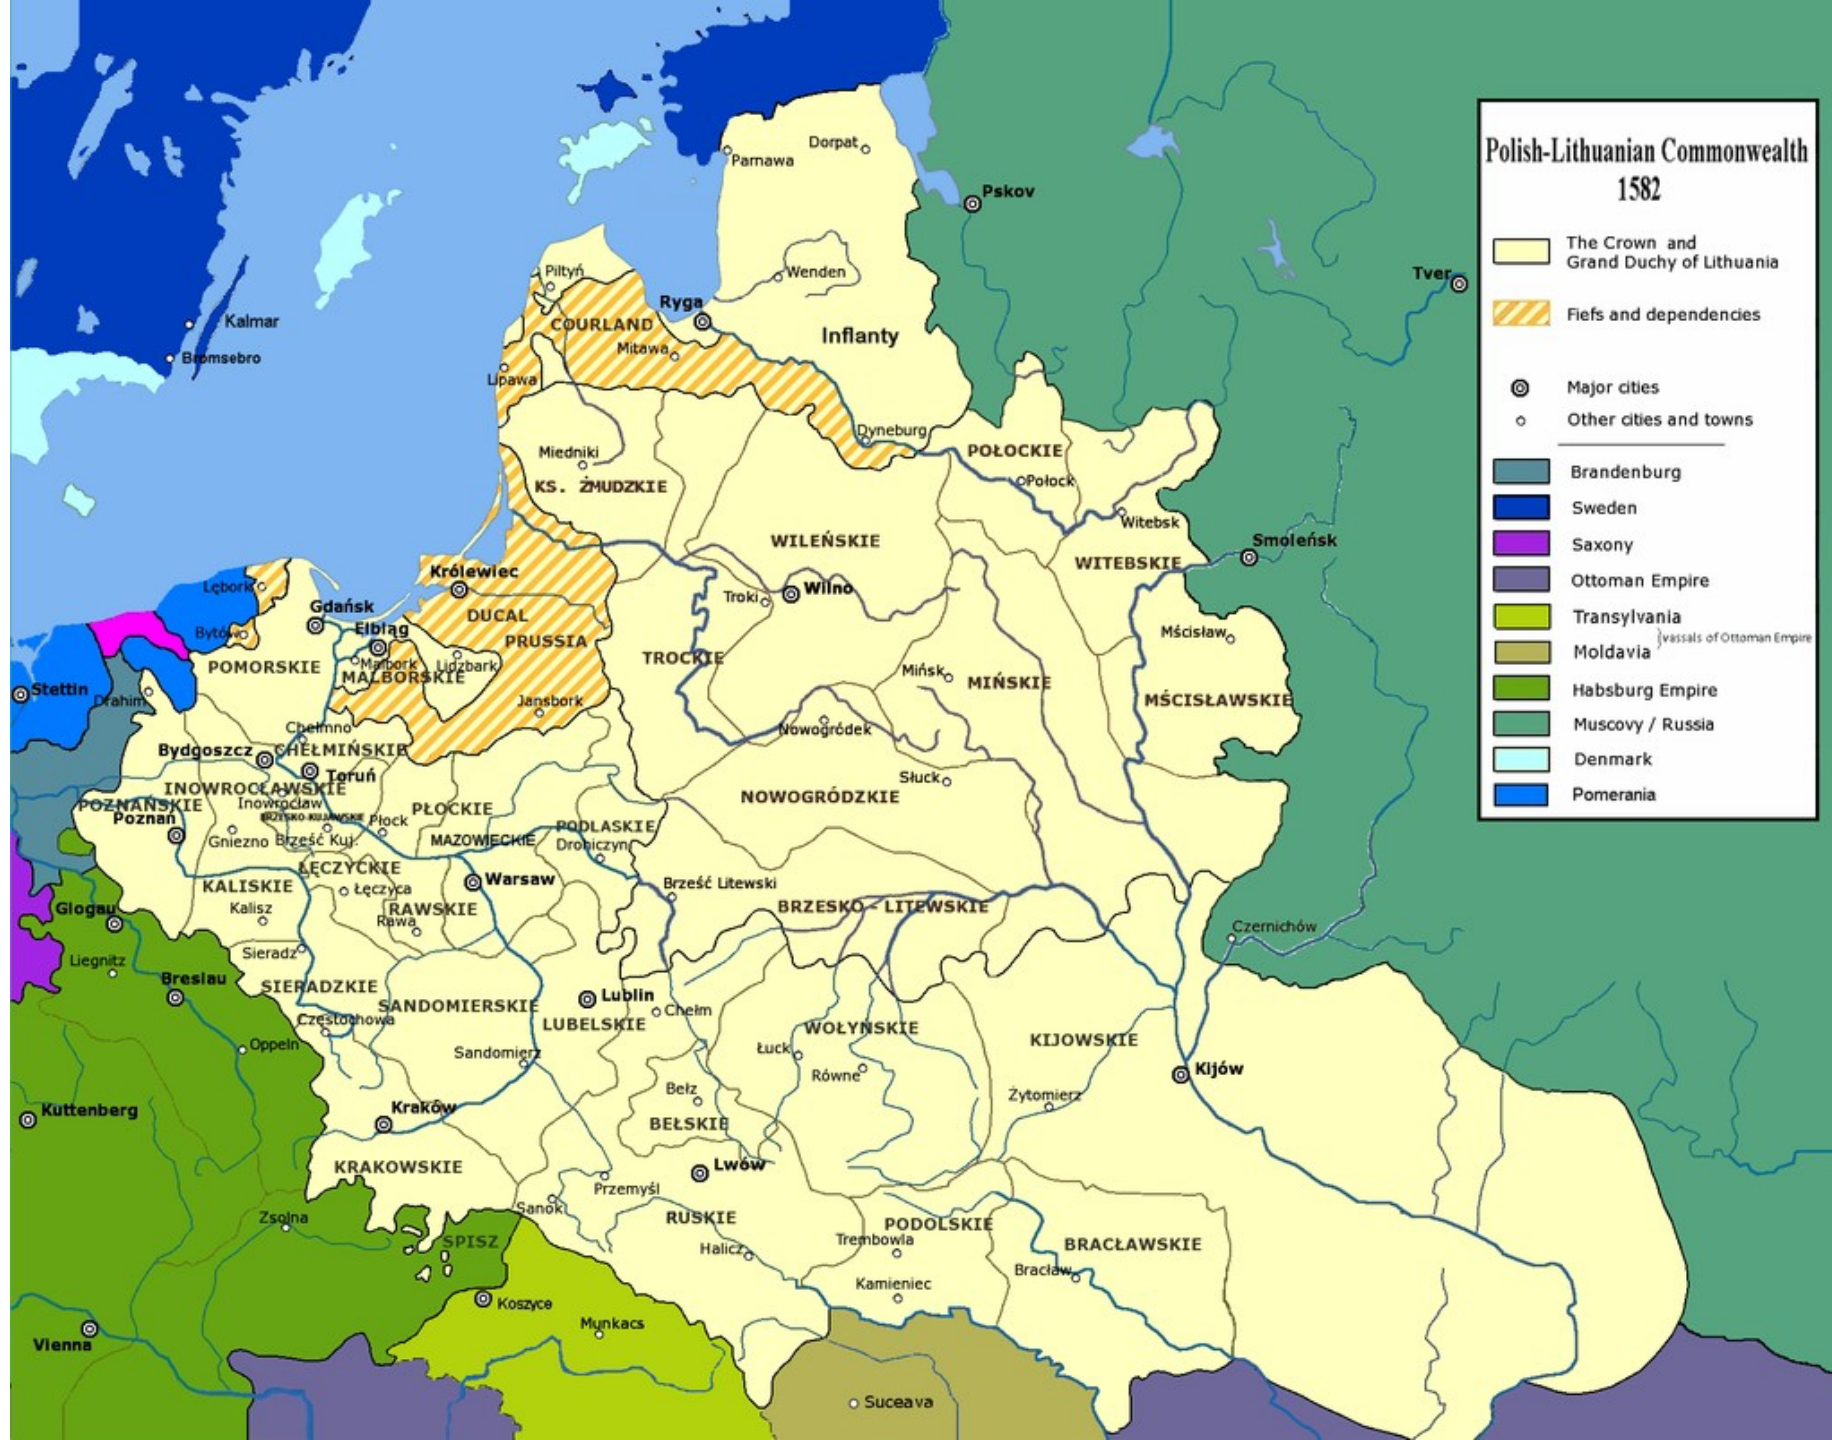 Polish-Lithuanian Commonwealth
1582
The Crown and
Grand Duchy of Lithuania
Fiefs and dependencies
Major cities
Other cities and towns
Brandenburg
Sweden
Saxony
Ottoman Empire
Transylvania
vassals of Ottoman Empire
Moldavia
Habsburg Empire
Muscovy / Russia
Denmark
Pomerania
Dorpat
Parnawa
Pskov
Piltyń
Wenden
Tver
Ryga
Kalmar
COURLAND
Inflanty
Mitawa
Bromsebro
Lipawa
Dyneburg
POŁOCKIE
Miedniki
Połock
KS. ŻMUDZKIE
Witebsk
WILEŃSKIE
Smoleńsk
WITEBSKIE
Królewiec
Lębork
Wilno
Troki
Gdańsk
DUCAL
PRUSSIA
Elbląg
Bytów
Mścisław
Malbork
Lidzbark
TROCKIE
POMORSKIE
MALBORSKIE
Mińsk
MIŃSKIE
Stettin
Drahim
Jansbork
MŚCISŁAWSKIE
Chełmno
Nowogródek
Bydgoszcz
CHEŁMIŃSKIE
Toruń
Słuck
INOWROCŁAWSKIE
NOWOGRÓDZKIE
POZNAŃSKIE
Inowrocław
PŁOCKIE
Poznań
BRZESKO-KUJAWSKIE
Płock
PODLASKIE
Gniezno
Brześć Kuj.
MAZOWIECKIE
Drohiczyn
ŁĘCZYCKIE
Warsaw
Brześć Litewski
KALISKIE
Łęczyca
Glogau
Kalisz
RAWSKIE
BRZESKO - LITEWSKIE
Rawa
Czernichów
Sieradz
Liegnitz
Breslau
SIERADZKIE
Lublin
SANDOMIERSKIE
Chełm
Częstochowa
LUBELSKIE
WOŁYŃSKIE
KIJOWSKIE
Oppeln
Sandomierz
Łuck
Równe
Kijów
Bełz
Żytomierz
Kuttenberg
Kraków
BEŁSKIE
KRAKOWSKIE
Lwów
Przemyśl
Sanok
Zsolna
RUSKIE
PODOLSKIE
SPISZ
Trembowla
BRACŁAWSKIE
Halicz
Bracław
Kamieniec
Koszyce
Munkacs
Vienna
Suceava